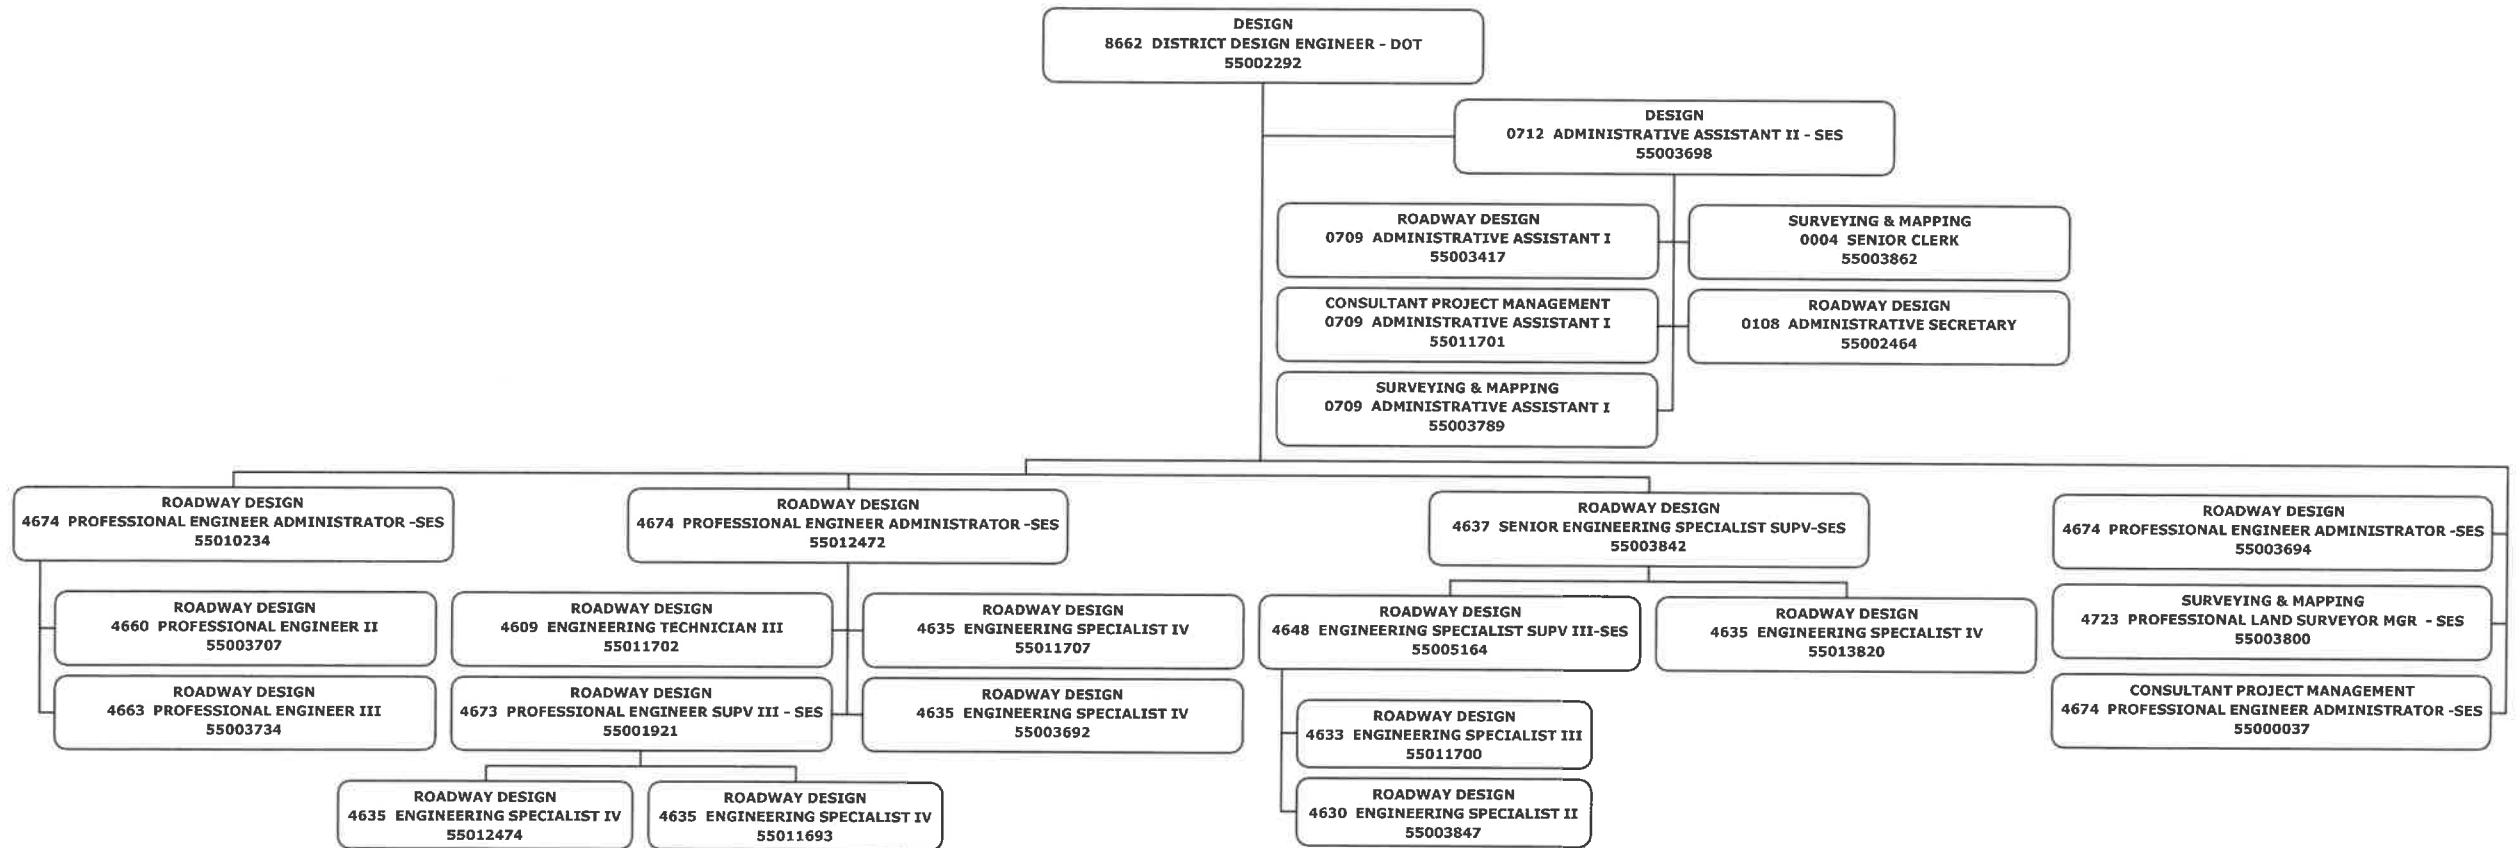 DESIGN
8662 DISTRICT DESIGN ENGINEER - DOT
55002292
DESIGN
0712 ADMINISTRATIVE ASSISTANT II - SES
55003698
ROADWAY DESIGN
0709 ADMINISTRATIVE ASSISTANT I
55003417
SURVEYING & MAPPING
0004 SENIOR CLERK
55003862
CONSULTANT PROJECT MANAGEMENT
0709 ADMINISTRATIVE ASSISTANT I
55011701
ROADWAY DESIGN
0108 ADMINISTRATIVE SECRETARY
55002464
SURVEYING & MAPPING
0709 ADMINISTRATIVE ASSISTANT I
55003789
ROADWAY DESIGN
4674 PROFESSIONAL ENGINEER ADMINISTRATOR -SES
55010234
ROADWAY DESIGN
4660 PROFESSIONAL ENGINEER II
55003707
ROADWAY DESIGN
4663 PROFESSIONAL ENGINEER III
55003734
ROADWAY DESIGN
4674 PROFESSIONAL ENGINEER ADMINISTRATOR -SES
55012472
ROADWAY DESIGN
4609 ENGINEERING TECHNICIAN III
55011702
ROADWAY DESIGN
4635 ENGINEERING SPECIALIST IV
55011707
ROADWAY DESIGN
4673 PROFESSIONAL ENGINEER SUPV III - SES
55001921
ROADWAY DESIGN
4635 ENGINEERING SPECIALIST IV
55003692
ROADWAY DESIGN
4635 ENGINEERING SPECIALIST IV
55012474
ROADWAY DESIGN
4635 ENGINEERING SPECIALIST IV
55011693
ROADWAY DESIGN
4637 SENIOR ENGINEERING SPECIALIST SUPV-SES
55003842
ROADWAY DESIGN
4648 ENGINEERING SPECIALIST SUPV III-SES
55005164
ROADWAY DESIGN
4635 ENGINEERING SPECIALIST IV
55013820
ROADWAY DESIGN
4633 ENGINEERING SPECIALIST III
55011700
ROADWAY DESIGN
4630 ENGINEERING SPECIALIST II
55003847
ROADWAY DESIGN
4674 PROFESSIONAL ENGINEER ADMINISTRATOR -SES
55003694
SURVEYING & MAPPING
4723 PROFESSIONAL LAND SURVEYOR MGR - SES
55003800
CONSULTANT PROJECT MANAGEMENT
4674 PROFESSIONAL ENGINEER ADMINISTRATOR -SES
55000037